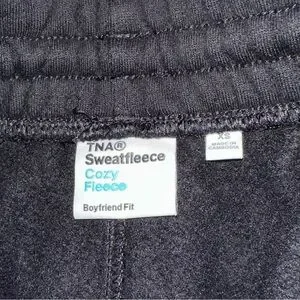 TNA®
Sweatfleece
Cozy
Fleece
Boyfriend Fit
XS
MADE IN
CAMBODIA